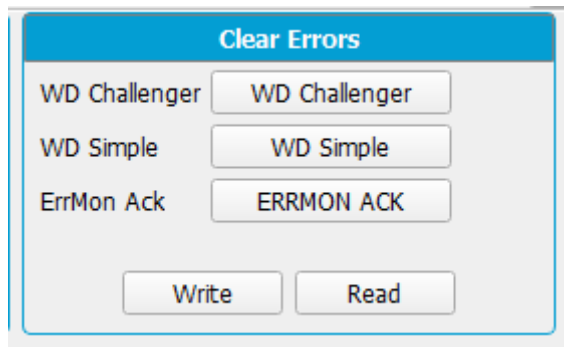 Clear Errors
WD Challenger WD Challenger
WD Simple WD Simple
ErrMon Ack ERRMON ACK
Write Read